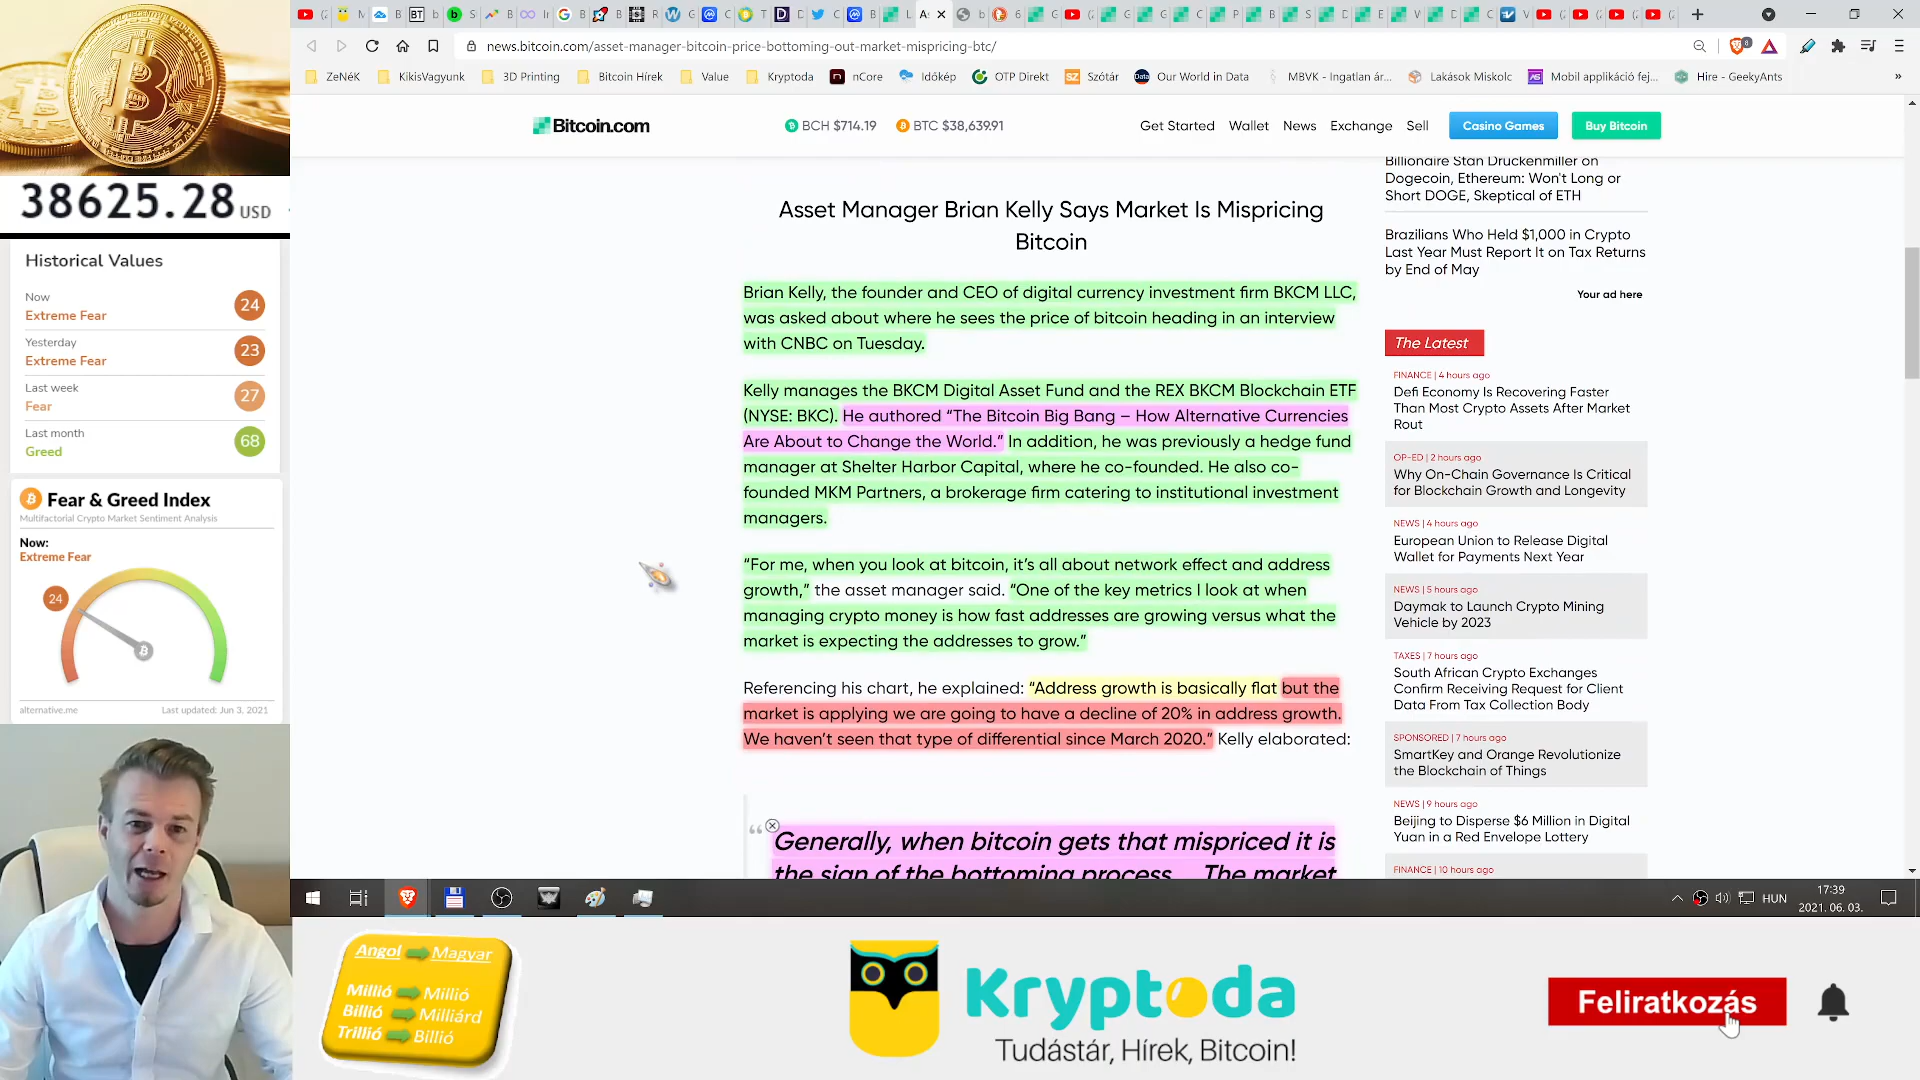 news.bitcoin.com/asset-manager-bitcoin-price-bottoming-out-market-mispricing-btc/
ZeNéK
KikisVagyunk
3D Printing
Bitcoin Hírek
Value
Kryptoda
nCore
Időkép
OTP Direkt
Szótár
Our World in Data
MBVK - Ingatlan ár...
Lakások Miskolc
Mobil applikáció fej...
Hire - GeekyAnts
Bitcoin.com
BCH $714.19
BTC $38,639.91
Get Started
Wallet
News
Exchange
Sell
Casino Games
Buy Bitcoin
38625.28 USD
Historical Values
Now
Extreme Fear
24
Yesterday
Extreme Fear
23
Last week
Fear
27
Last month
Greed
68
Fear & Greed Index
Multifactorial Crypto Market Sentiment Analysis
Now:
Extreme Fear
24
alternative.me
Last updated: Jun 3, 2021
Asset Manager Brian Kelly Says Market Is Mispricing
Bitcoin
Brian Kelly, the founder and CEO of digital currency investment firm BKCM LLC,
was asked about where he sees the price of bitcoin heading in an interview
with CNBC on Tuesday.
Kelly manages the BKCM Digital Asset Fund and the REX BKCM Blockchain ETF
(NYSE: BKC). He authored “The Bitcoin Big Bang – How Alternative Currencies
Are About to Change the World.” In addition, he was previously a hedge fund
manager at Shelter Harbor Capital, where he co-founded. He also co-
founded MKM Partners, a brokerage firm catering to institutional investment
managers.
“For me, when you look at bitcoin, it’s all about network effect and address
growth,” the asset manager said. “One of the key metrics I look at when
managing crypto money is how fast addresses are growing versus what the
market is expecting the addresses to grow.”
Referencing his chart, he explained: “Address growth is basically flat but the
market is applying we are going to have a decline of 20% in address growth.
We haven’t seen that type of differential since March 2020.” Kelly elaborated:
Generally, when bitcoin gets that mispriced it is
the sign of the bottoming process... The market
Billionaire Stan Druckenmiller on
Dogecoin, Ethereum: Won't Long or
Short DOGE, Skeptical of ETH
Brazilians Who Held $1,000 in Crypto
Last Year Must Report It on Tax Returns
by End of May
Your ad here
The Latest
FINANCE | 4 hours ago
Defi Economy Is Recovering Faster
Than Most Crypto Assets After Market
Rout
OP-ED | 2 hours ago
Why On-Chain Governance Is Critical
for Blockchain Growth and Longevity
NEWS | 4 hours ago
European Union to Release Digital
Wallet for Payments Next Year
NEWS | 5 hours ago
Daymak to Launch Crypto Mining
Vehicle by 2023
TAXES | 7 hours ago
South African Crypto Exchanges
Confirm Receiving Request for Client
Data From Tax Collection Body
SPONSORED | 7 hours ago
SmartKey and Orange Revolutionize
the Blockchain of Things
NEWS | 9 hours ago
Beijing to Disperse $6 Million in Digital
Yuan in a Red Envelope Lottery
FINANCE | 10 hours ago
HUN
17:39
2021. 06. 03.
Angol Magyar
Millió Millió
Billió Milliárd
Trillió Billió
Kryptoda
Tudástár, Hírek, Bitcoin!
Feliratkozás